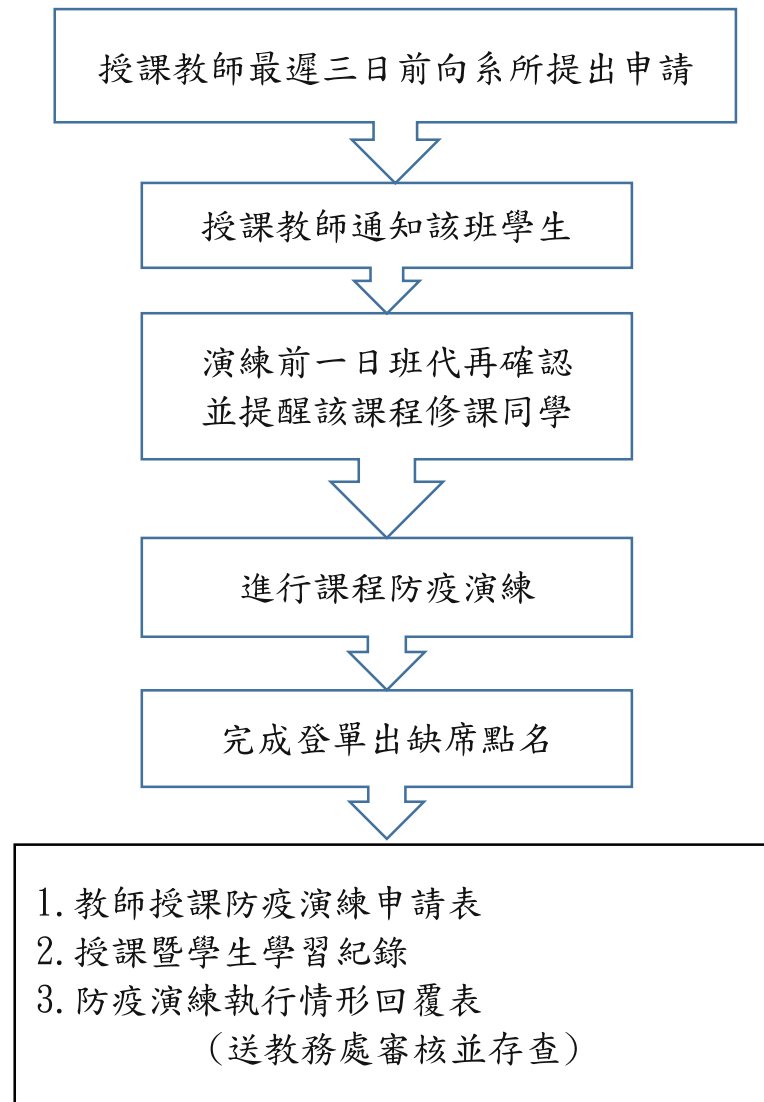 授課教師最遲三日前向系所提出申請
授課教師通知該班學生
演練前一日班代再確認
並提醒該課程修課同學
進行課程防疫演練
完成登單出缺席點名
1.教師授課防疫演練申請表
2.授課暨學生學習紀錄
3.防疫演練執行情形回覆表
(送教務處審核並存查)